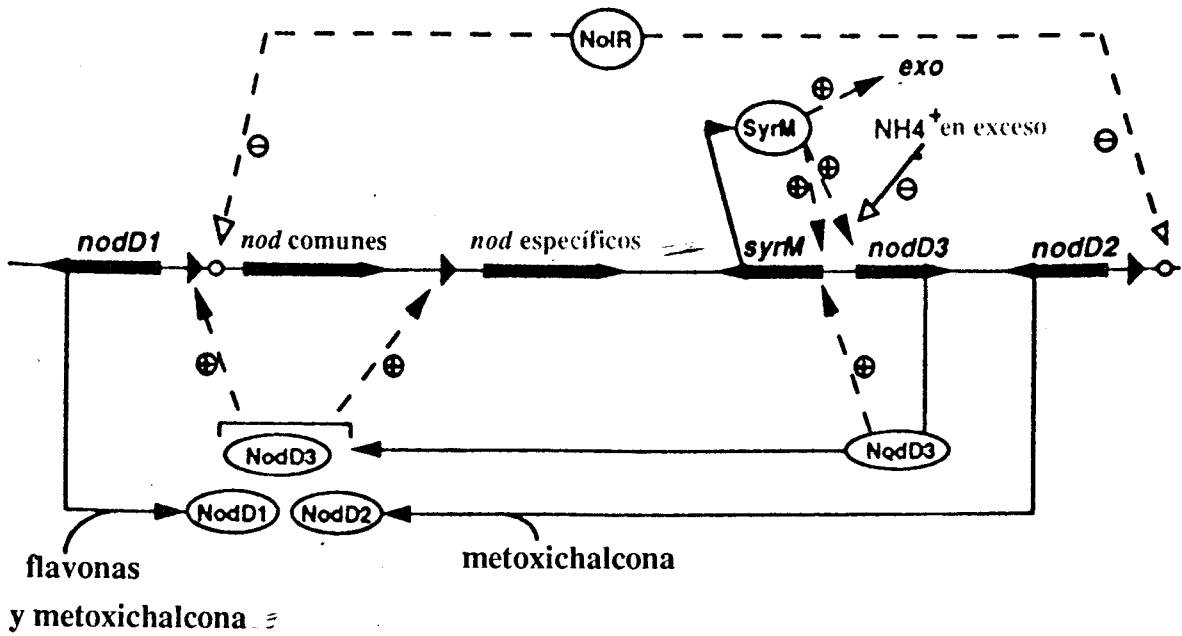 NolR
exo
⊕
SyrM
NH4+ en exceso
⊖
⊖
⊕
⊕
⊖
nodD1
nod comunes
nod específicos
syrM
nodD3
nodD2
⊕
⊕
⊕
NodD3
NodD3
NodD1
NodD2
flavonas
y metoxichalcona
metoxichalcona